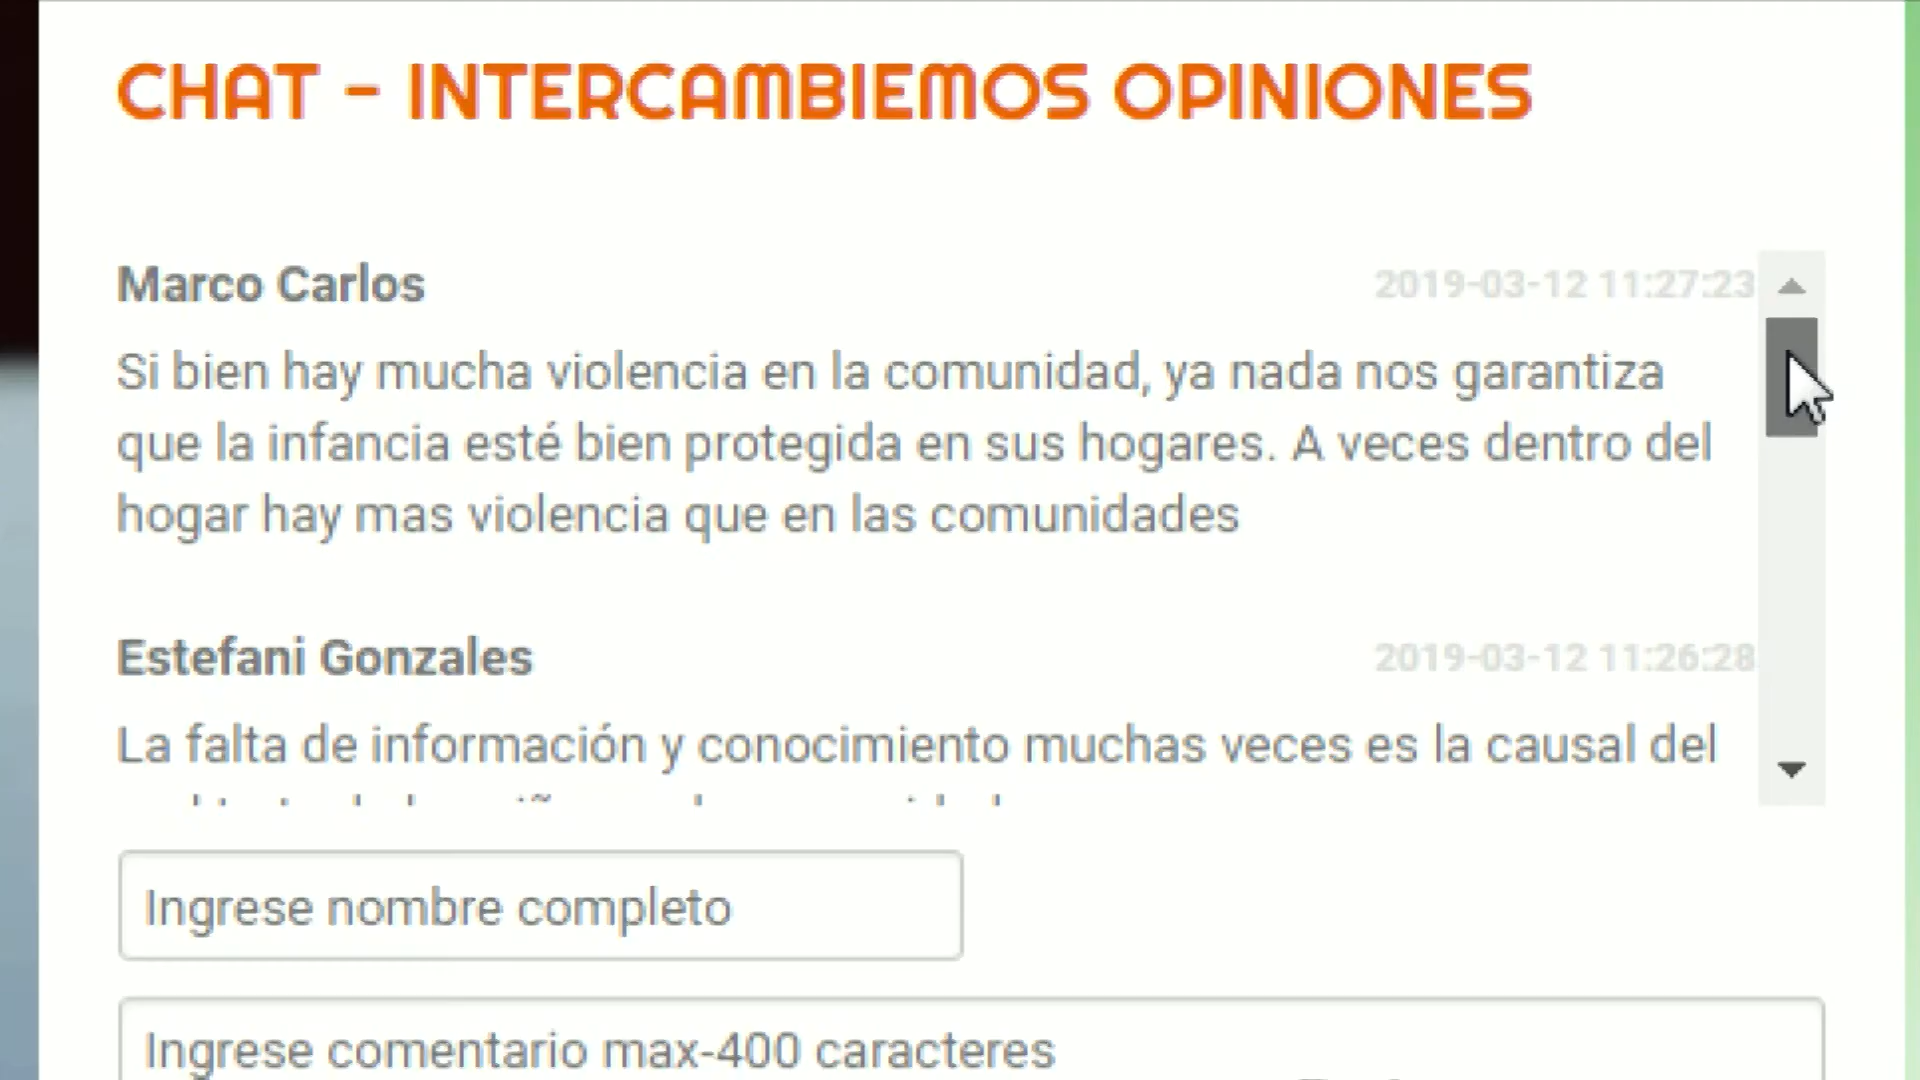 CHAT - INTERCAMBIEMOS OPINIONES
Marco Carlos 2019-03-12 11:27:23
Si bien hay mucha violencia en la comunidad, ya nada nos garantiza
que la infancia esté bien protegida en sus hogares. A veces dentro del
hogar hay mas violencia que en las comunidades
Estefani Gonzales 2019-03-12 11:26:28
La falta de información y conocimiento muchas veces es la causal del
Ingrese nombre completo
Ingrese comentario max-400 caracteres